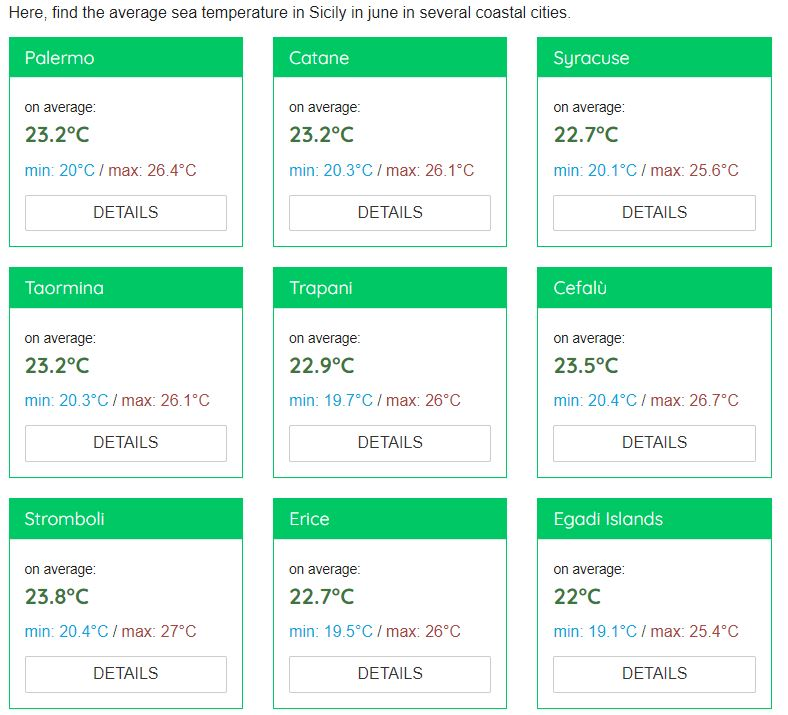 Here, find the average sea temperature in Sicily in june in several coastal cities.
Palermo
on average:
23.2°C
min: 20°C / max: 26.4°C
DETAILS
Catane
on average:
23.2°C
min: 20.3°C / max: 26.1°C
DETAILS
Syracuse
on average:
22.7°C
min: 20.1°C / max: 25.6°C
DETAILS
Taormina
on average:
23.2°C
min: 20.3°C / max: 26.1°C
DETAILS
Trapani
on average:
22.9°C
min: 19.7°C / max: 26°C
DETAILS
Cefalù
on average:
23.5°C
min: 20.4°C / max: 26.7°C
DETAILS
Stromboli
on average:
23.8°C
min: 20.4°C / max: 27°C
DETAILS
Erice
on average:
22.7°C
min: 19.5°C / max: 26°C
DETAILS
Egadi Islands
on average:
22°C
min: 19.1°C / max: 25.4°C
DETAILS